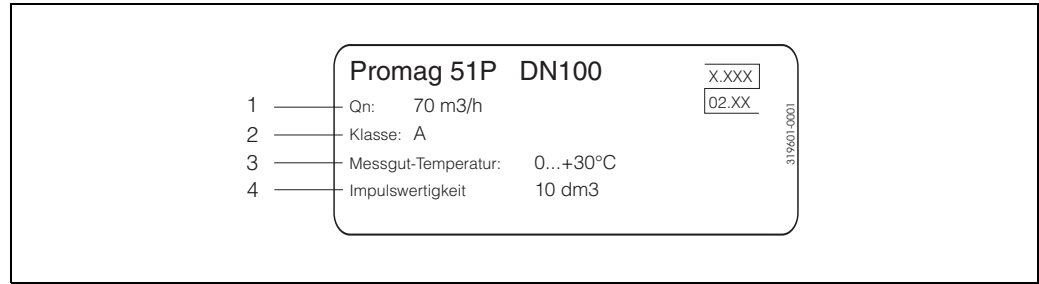 Promag 51P DN100
X.XXX
02.XX
1 Qn: 70 m3/h
2 Klasse: A
3 Messgut-Temperatur: 0...+30°C
4 Impulswertigkeit 10 dm3
319601-0001